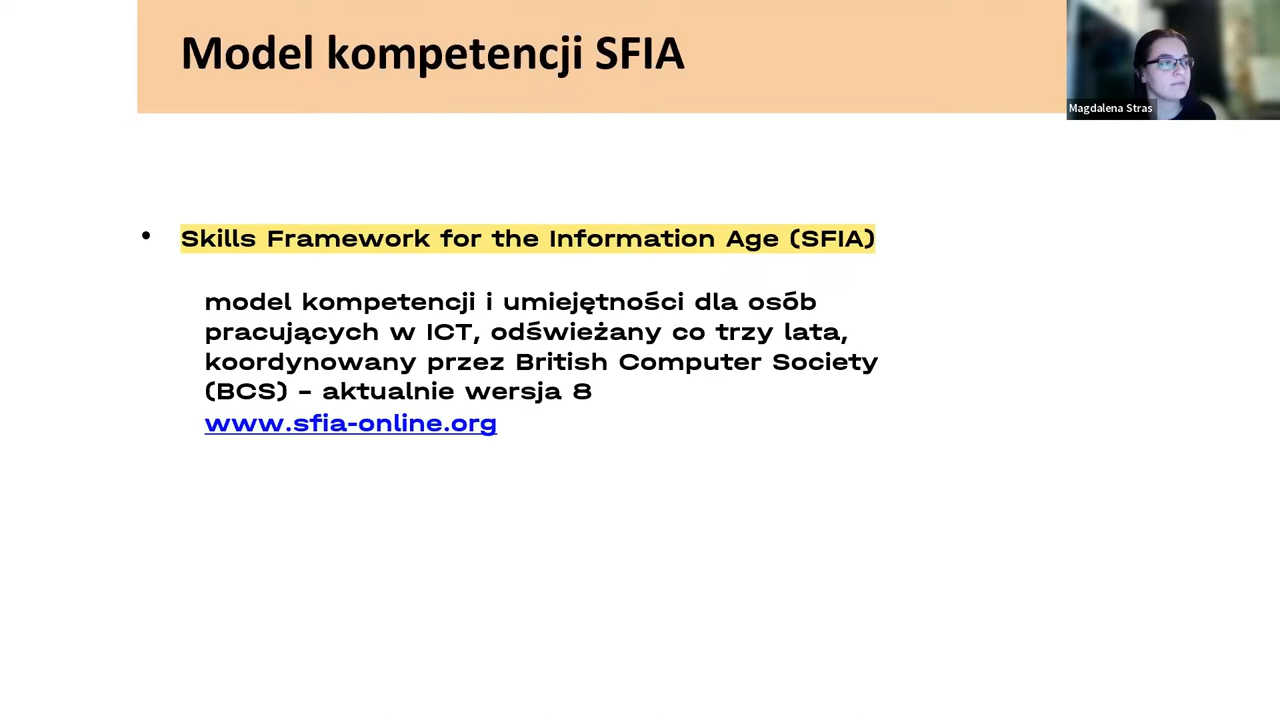 Model kompetencji SFIA
Magdalena Stras
• Skills Framework for the Information Age (SFIA)
model kompetencji i umiejętności dla osób
pracujących w ICT, odświeżany co trzy lata,
koordynowany przez British Computer Society
(BCS) – aktualnie wersja 8
www.sfia-online.org